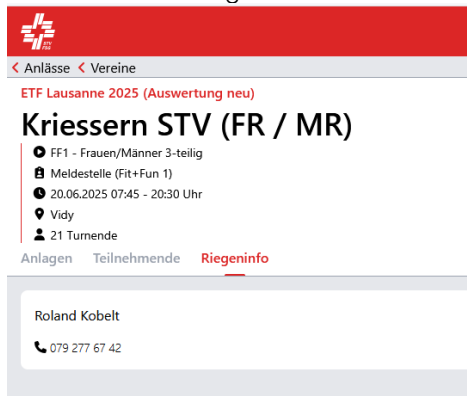 STV
FSG
Anlässe Vereine
ETF Lausanne 2025 (Auswertung neu)
Kriessern STV (FR / MR)
FF1 - Frauen/Männer 3-teilig
Meldestelle (Fit+Fun 1)
20.06.2025 07:45 - 20:30 Uhr
Vidy
21 Turnende
Anlagen Teilnehmende Riegeninfo
Roland Kobelt
079 277 67 42